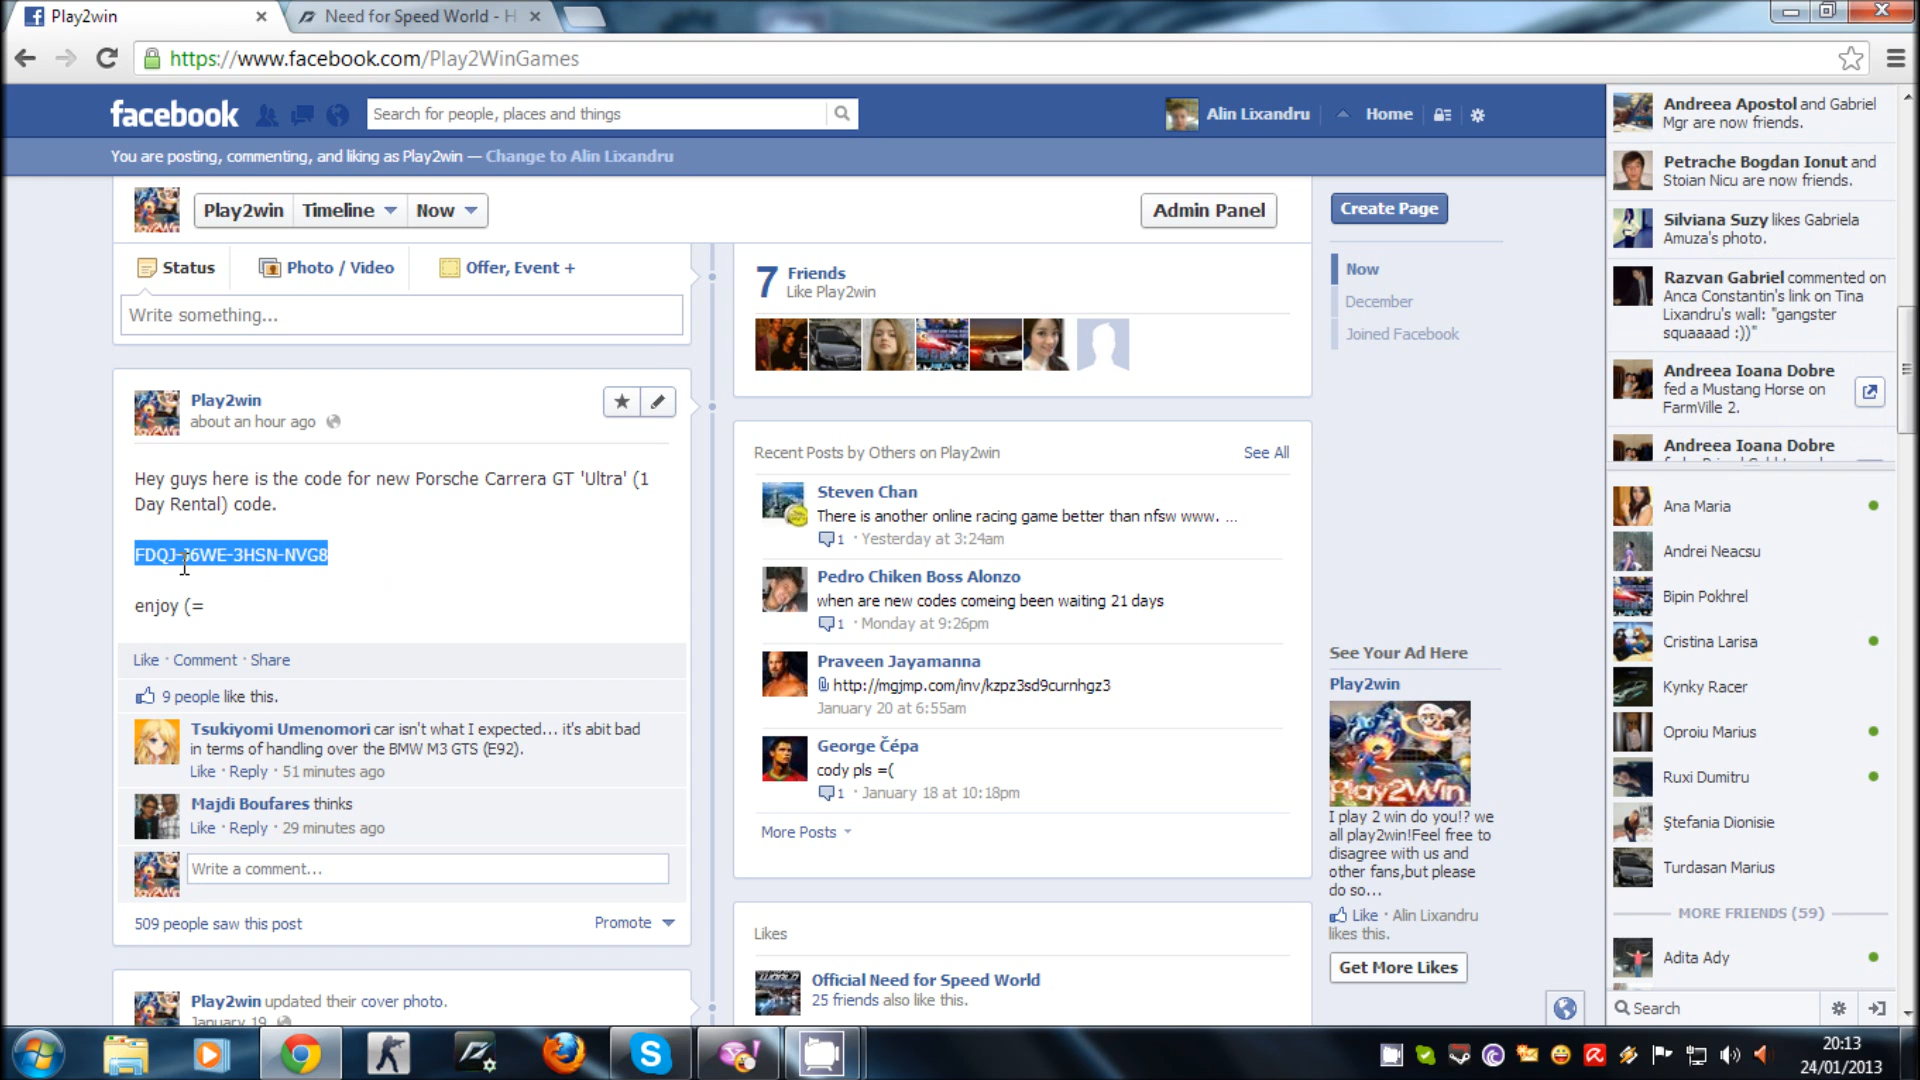 Play2win
Need for Speed World - H
https://www.facebook.com/Play2WinGames
facebook
Search for people, places and things
Alin Lixandru
Home
You are posting, commenting, and liking as Play2win — Change to Alin Lixandru
Play2win
Timeline
Now
Admin Panel
Status
Photo / Video
Offer, Event +
Write something...
Play2win
about an hour ago
Hey guys here is the code for new Porsche Carrera GT 'Ultra' (1
Day Rental) code.
enjoy (=
Like · Comment · Share
9 people like this.
Tsukiyomi Umenomori car isn't what I expected... it's abit bad
in terms of handling over the BMW M3 GTS (E92).
Like · Reply · 51 minutes ago
Majdi Boufares thinks
Like · Reply · 29 minutes ago
Write a comment...
509 people saw this post
Promote
Play2win updated their cover photo.
January 19
7
Friends
Like Play2win
Recent Posts by Others on Play2win
See All
Steven Chan
There is another online racing game better than nfsw www. ...
1 · Yesterday at 3:24am
Pedro Chiken Boss Alonzo
when are new codes comeing been waiting 21 days
1 · Monday at 9:26pm
Praveen Jayamanna
http://mgjmp.com/inv/kzpz3sd9curnhgz3
January 20 at 6:55am
George Čépa
cody pls =(
1 · January 18 at 10:18pm
More Posts
Likes
WORLD
Official Need for Speed World
25 friends also like this.
Create Page
Now
December
Joined Facebook
See Your Ad Here
Play2win
Play2Win
I play 2 win do you!? we
all play2win!Feel free to
disagree with us and
other fans,but please
do so...
Like · Alin Lixandru
likes this.
Get More Likes
Andreea Apostol and Gabriel
Mgr are now friends.
Petrache Bogdan Ionut and
Stoian Nicu are now friends.
Silviana Suzy likes Gabriela
Amuza's photo.
Razvan Gabriel commented on
Anca Constantin's link on Tina
Lixandru's wall: "gangster
squaaaad :))"
Andreea Ioana Dobre
fed a Mustang Horse on
FarmVille 2.
Andreea Ioana Dobre
Ana Maria
Andrei Neacsu
Bipin Pokhrel
Cristina Larisa
Kynky Racer
Oproiu Marius
Ruxi Dumitru
Ştefania Dionisie
Turdasan Marius
MORE FRIENDS (59)
Adita Ady
Search
20:13
24/01/2013